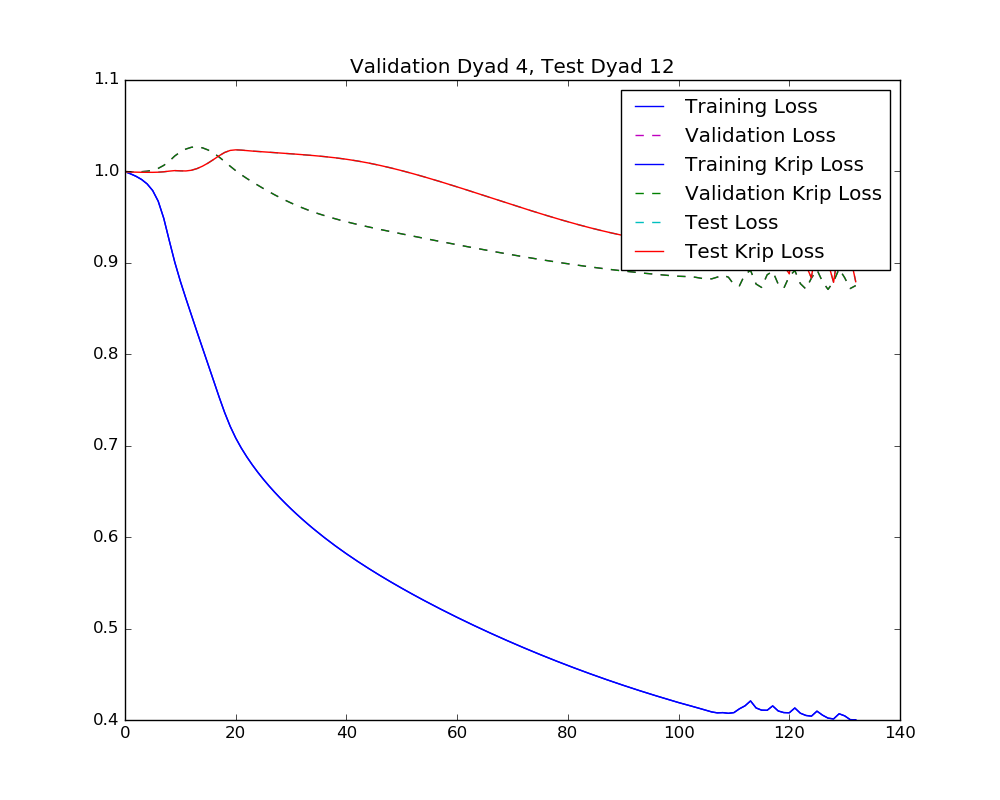 Validation Dyad 4, Test Dyad 12
1.1
1.0
0.9
0.8
0.7
0.6
0.5
0.4
Training Loss
Validation Loss
Training Krip Loss
Validation Krip Loss
Test Loss
Test Krip Loss
0 20 40 60 80 100 120 140